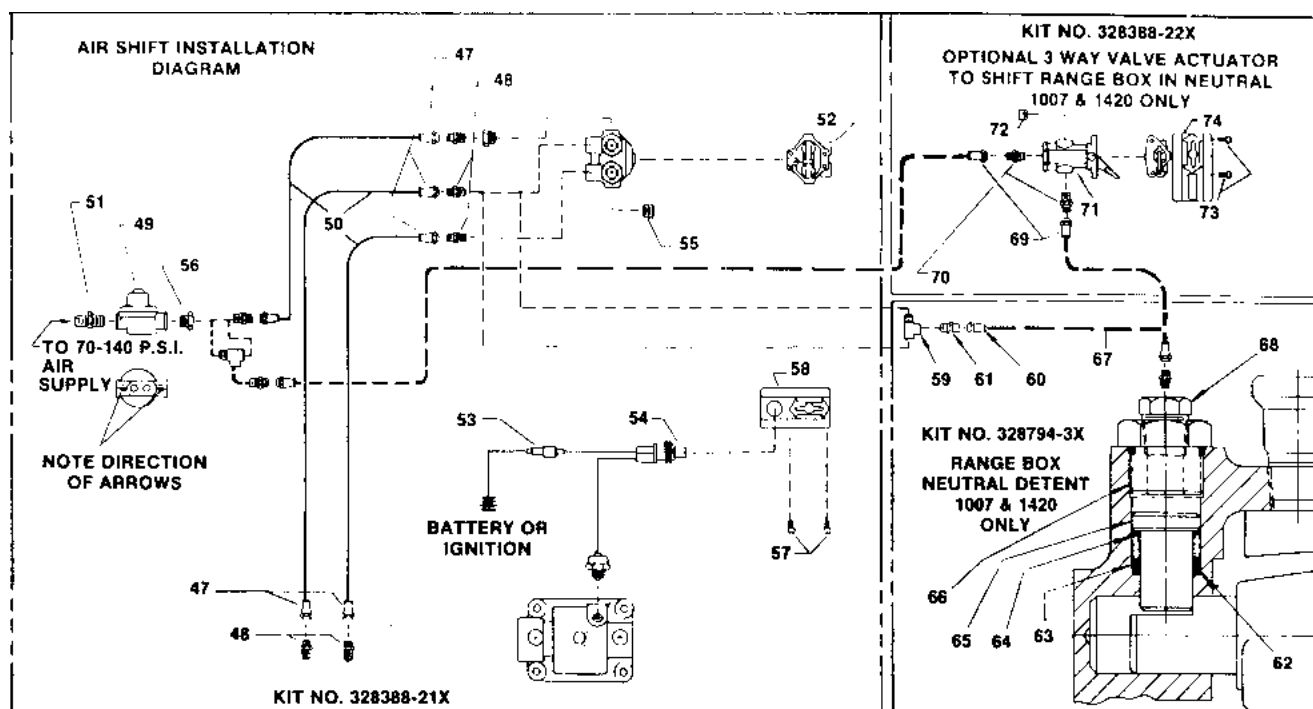 AIR SHIFT INSTALLATION
DIAGRAM
47
48
52
51
49
56
50
55
TO 70-140 P.S.I.
AIR
SUPPLY
NOTE DIRECTION
OF ARROWS
53
54
58
BATTERY OR
IGNITION
57
47
48
KIT NO. 328388-21X
KIT NO. 328388-22X
OPTIONAL 3 WAY VALVE ACTUATOR
TO SHIFT RANGE BOX IN NEUTRAL
1007 & 1420 ONLY
72
74
71
73
69
70
67
59
61
60
68
KIT NO. 328794-3X
RANGE BOX
NEUTRAL DETENT
1007 & 1420
ONLY
66
65
64
63
62